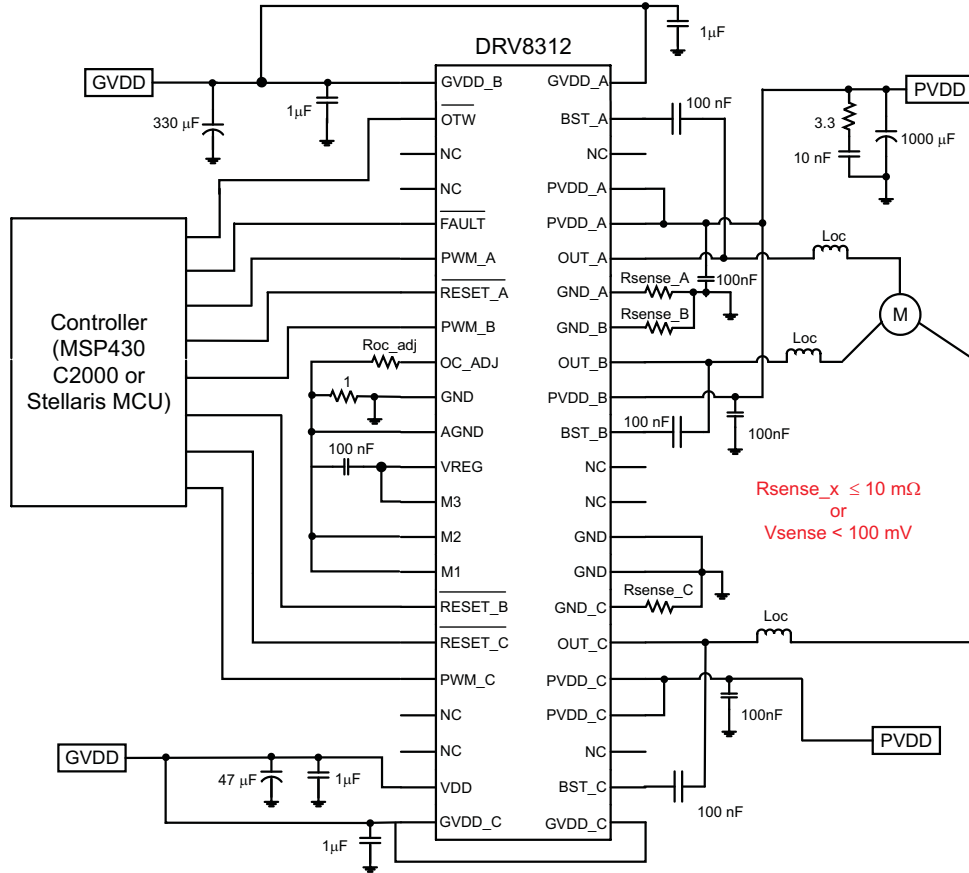 1μF
DRV8312
GVDD
GVDD_B
GVDD_A
PVDD
330 μF
1μF
100 nF
OTW
BST_A
3.3
1000 μF
NC
NC
10 nF
NC
PVDD_A
FAULT
PVDD_A
Loc
PWM_A
OUT_A
Rsense_A
100nF
RESET_A
GND_A
Rsense_B
M
Controller
(MSP430
C2000 or
Stellaris MCU)
PWM_B
GND_B
Roc_adj
Loc
OC_ADJ
OUT_B
1
GND
PVDD_B
100 nF
100nF
AGND
BST_B
100 nF
VREG
NC
M3
NC
Rsense_x ≤ 10 mΩ
or
Vsense < 100 mV
M2
GND
M1
GND
Rsense_C
RESET_B
GND_C
Loc
RESET_C
OUT_C
PWM_C
PVDD_C
100nF
NC
PVDD_C
PVDD
GVDD
NC
NC
47 μF
1μF
VDD
BST_C
100 nF
GVDD_C
GVDD_C
1μF